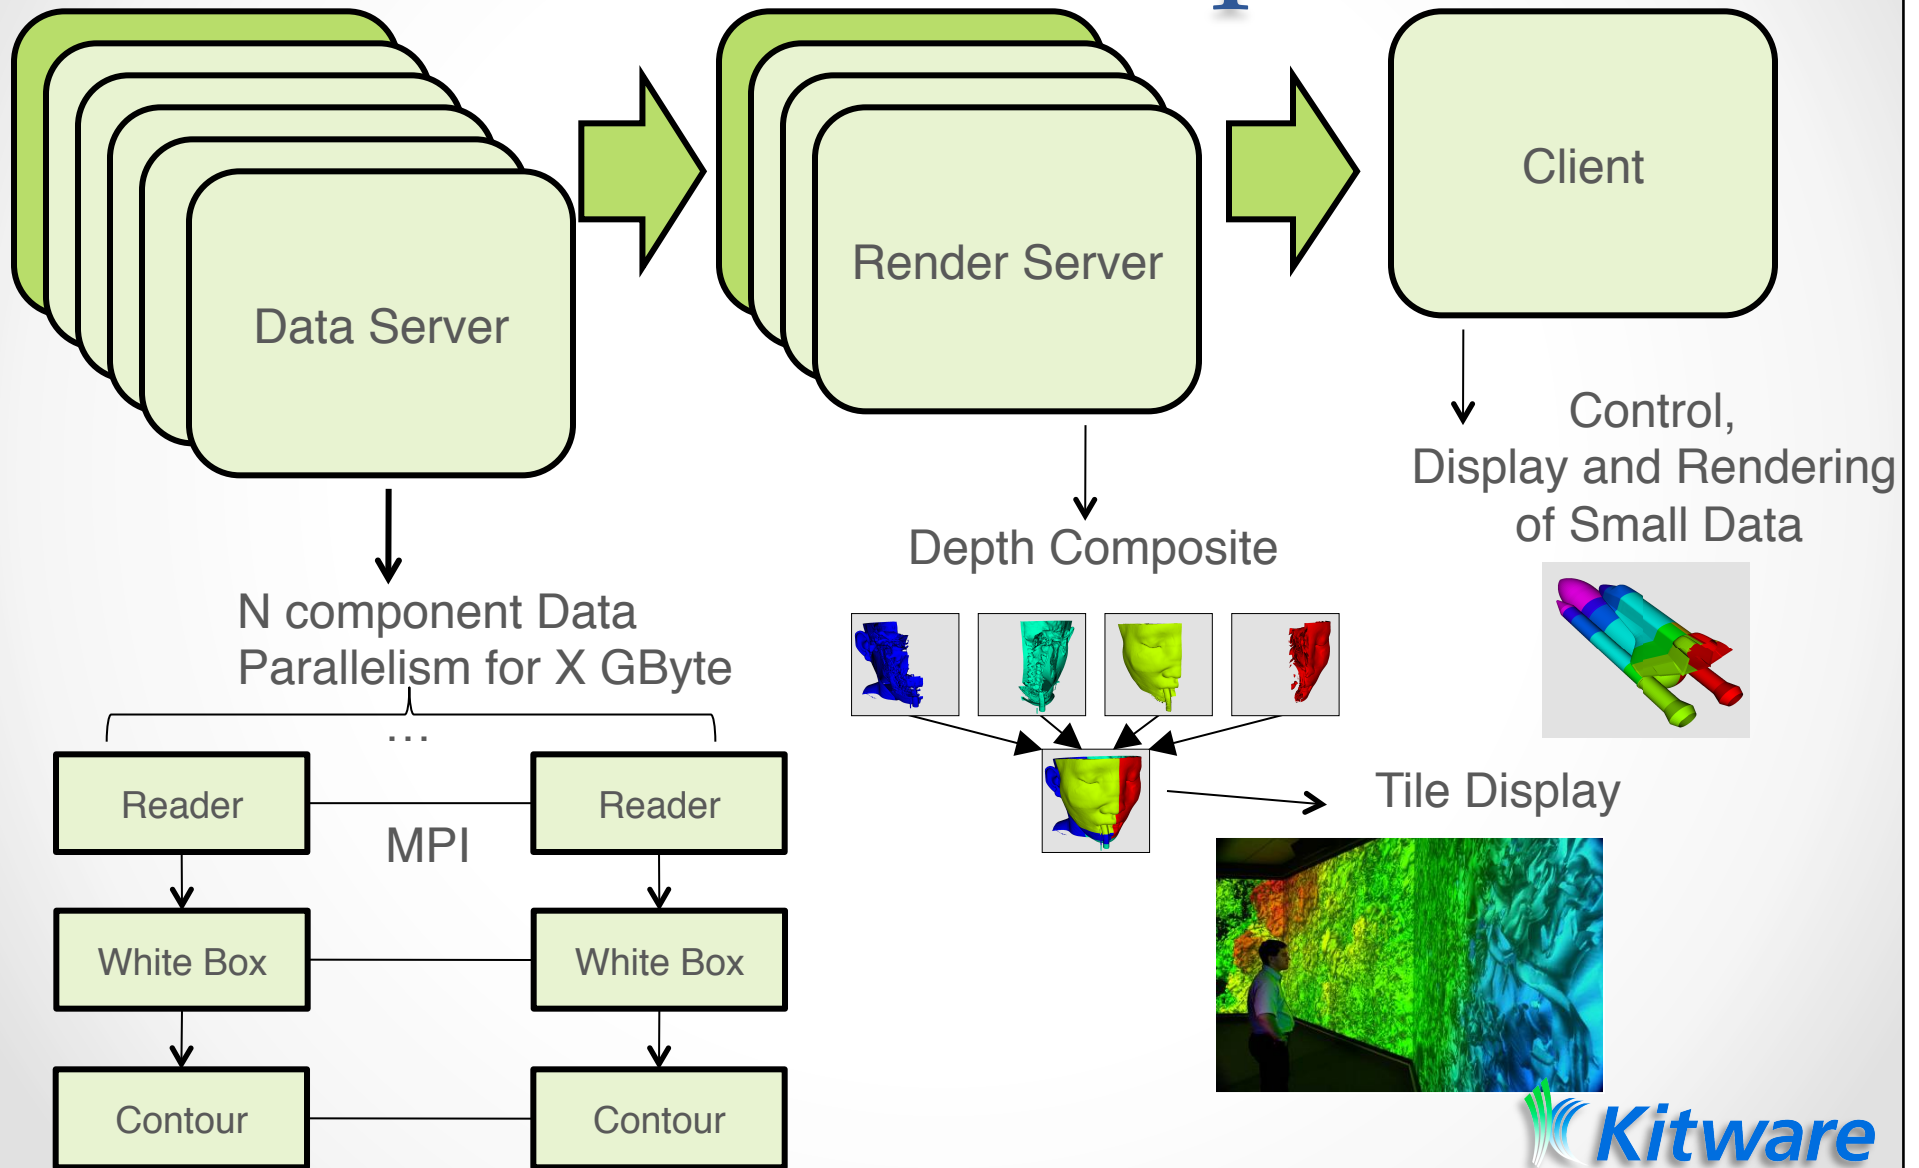 Data Server
Render Server
Client
Control,
Display and Rendering
of Small Data
Depth Composite
N component Data
Parallelism for X GByte
...
Reader
Reader
MPI
White Box
White Box
Contour
Contour
Tile Display
Kitware